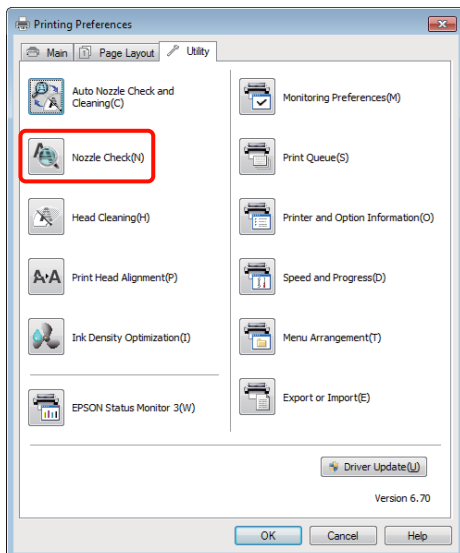 Printing Preferences
Main
Page Layout
Utility
Auto Nozzle Check and
Cleaning(C)
Nozzle Check(N)
Head Cleaning(H)
Print Head Alignment(P)
Ink Density Optimization(I)
EPSON Status Monitor 3(W)
Monitoring Preferences(M)
Print Queue(S)
Printer and Option Information(O)
Speed and Progress(D)
Menu Arrangement(T)
Export or Import(E)
Driver Update(U)
Version 6.70
OK
Cancel
Help